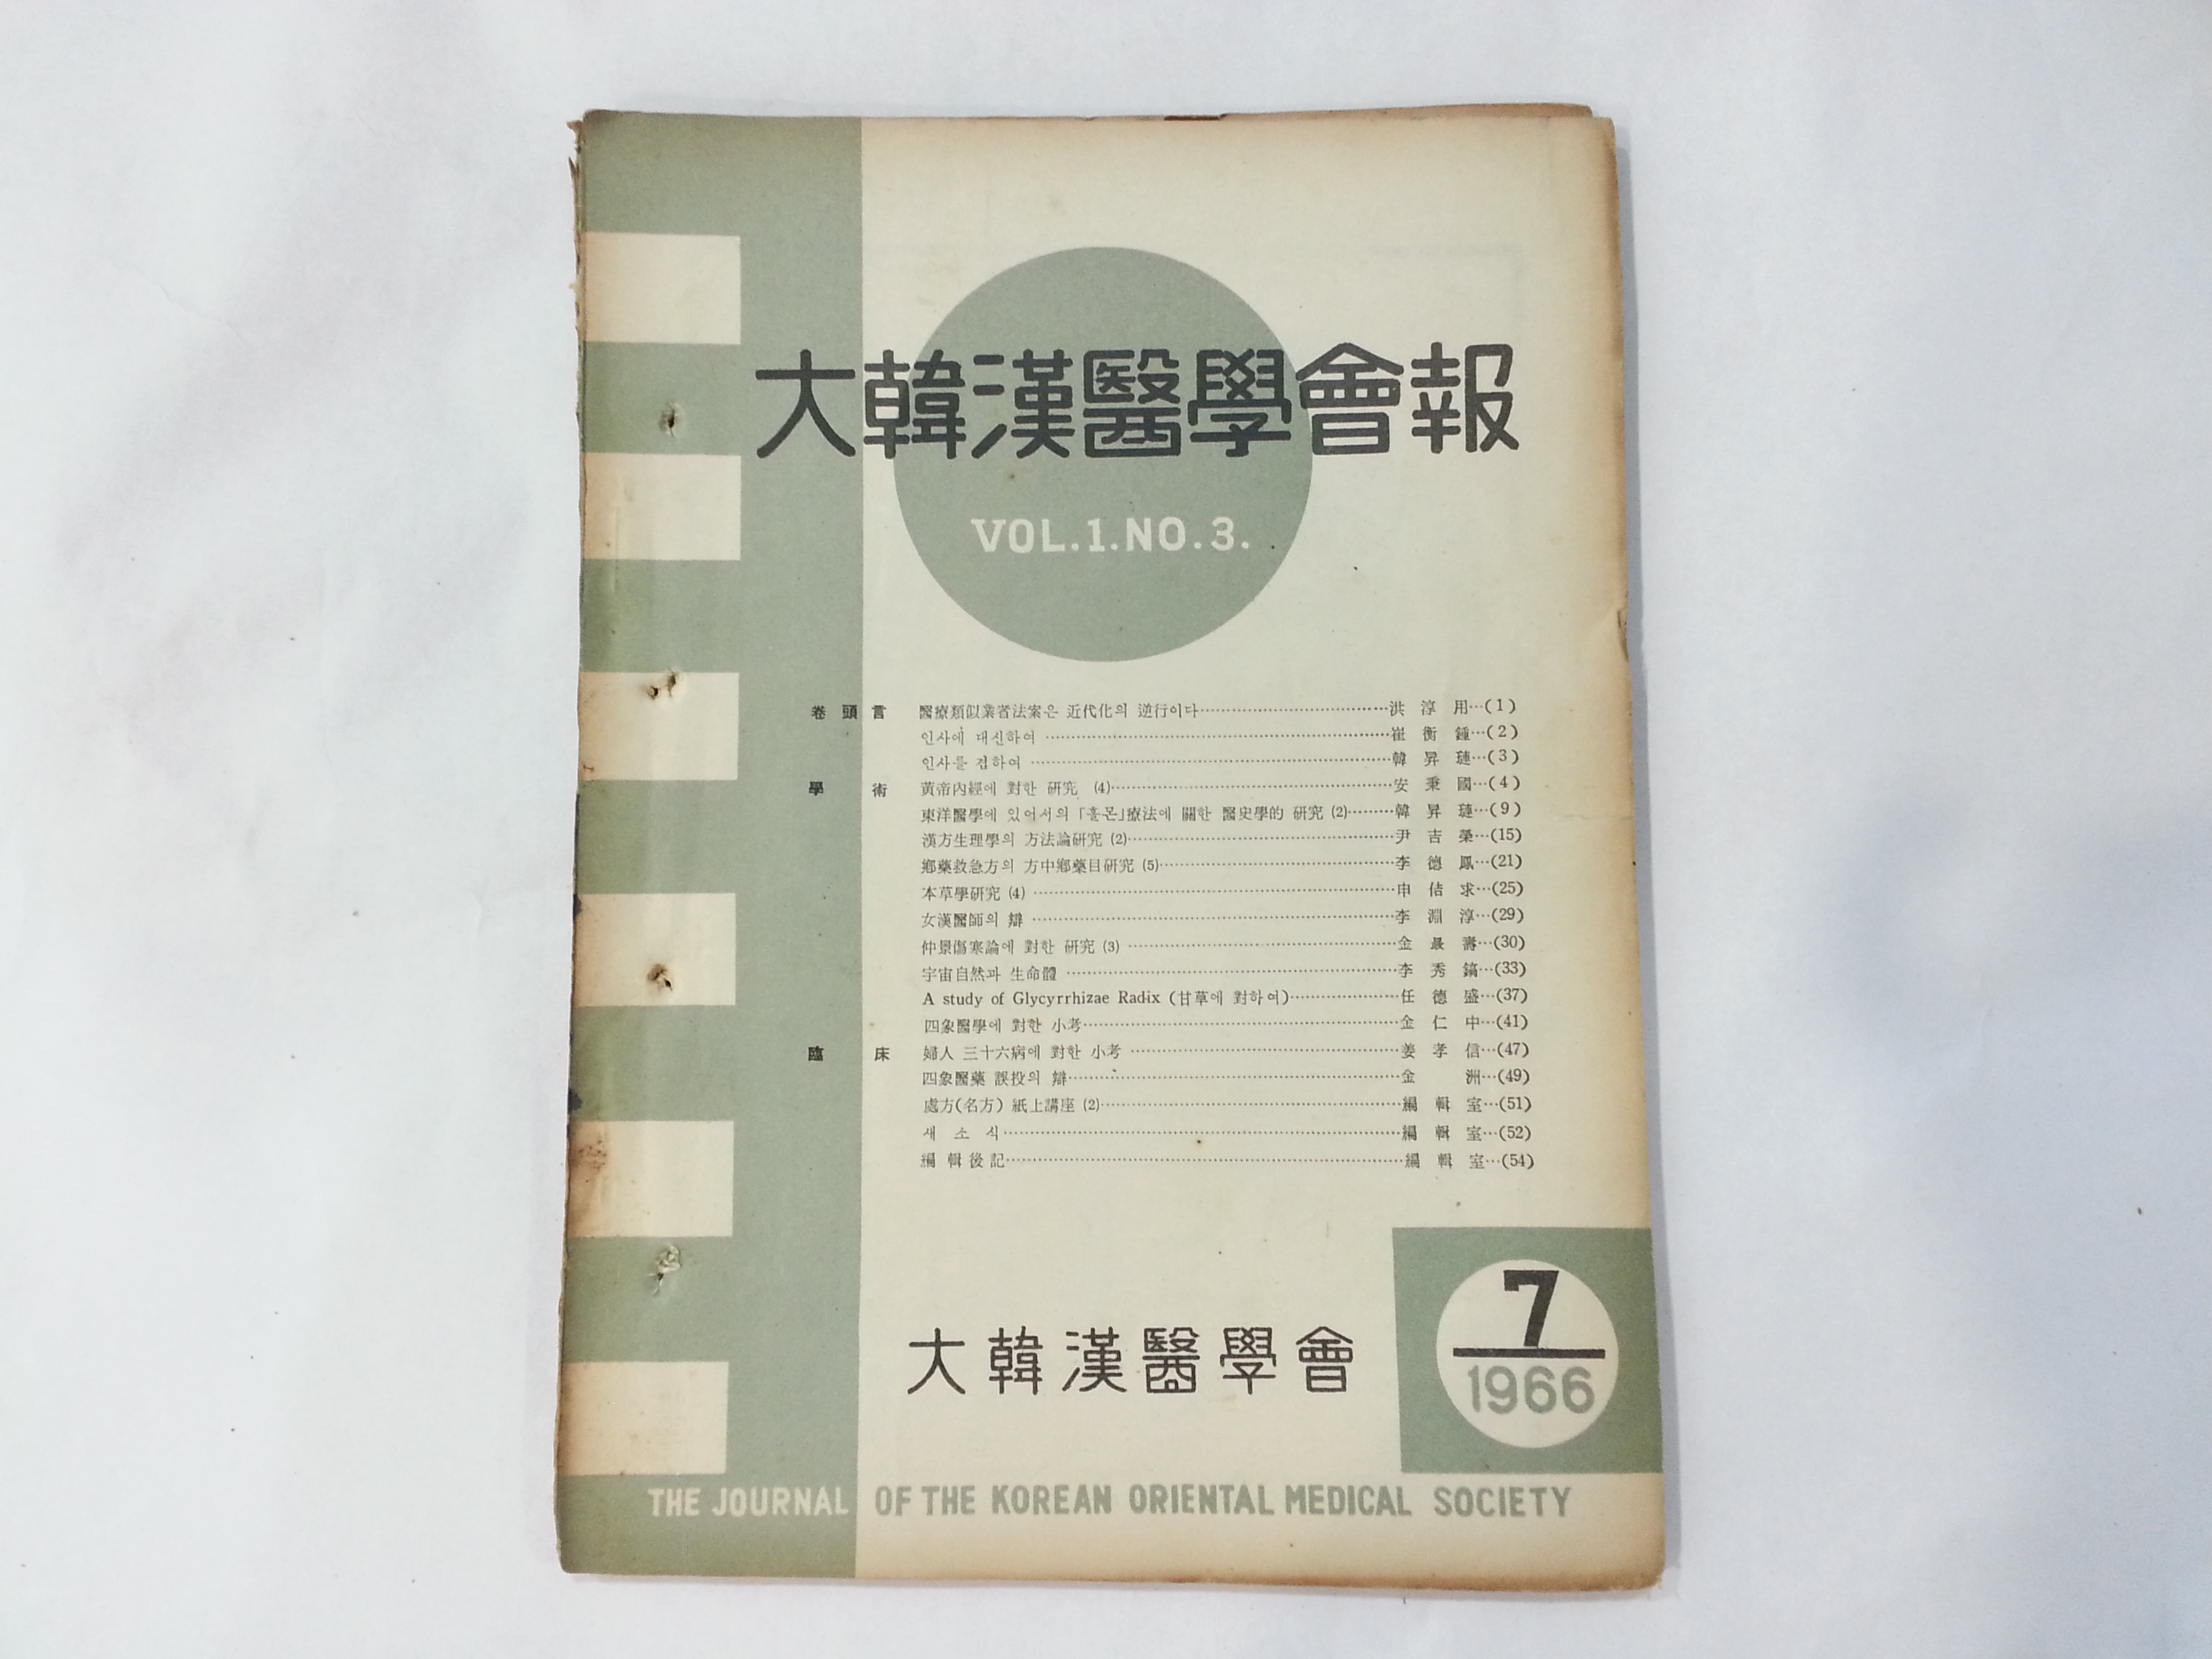 大韓漢醫學會報
VOL.1.NO.3.
卷頭言 醫療類似業者法案은 近代化의 逆行이다………洪淳用…(1)
인사에 대신하여………崔衡鍾…(2)
인사를 겸하여………韓昇璉…(3)
學術 黃帝內經에 對한 研究 (4)………安秉國…(4)
東洋醫學에 있어서의 「홀몬」療法에 關한 醫史學的 研究 (2)………韓昇璉…(9)
漢方生理學의 方法論研究 (2)………尹吉榮…(15)
鄕藥救急方의 方中鄕藥目研究 (5)………李德鳳…(21)
本草學研究 (4)………申佶求…(25)
女漢醫師의 辯………李淵淳…(29)
仲景傷寒論에 對한 研究 (3)………金晸壽…(30)
宇宙自然과 生命體………李秀鎬…(33)
A study of Glycyrrhizae Radix (甘草에 對하여)………任德盛…(37)
四象醫學에 對한 小考………金仁中…(41)
臨床 婦人 三十六病에 對한 小考………姜孝信…(47)
四象醫藥 誤投의 辯………金洲…(49)
處方(名方) 紙上講座 (2)………編輯室…(51)
새소식………編輯室…(52)
編輯後記………編輯室…(54)
大韓漢醫學會
7
1966
THE JOURNAL OF THE KOREAN ORIENTAL MEDICAL SOCIETY